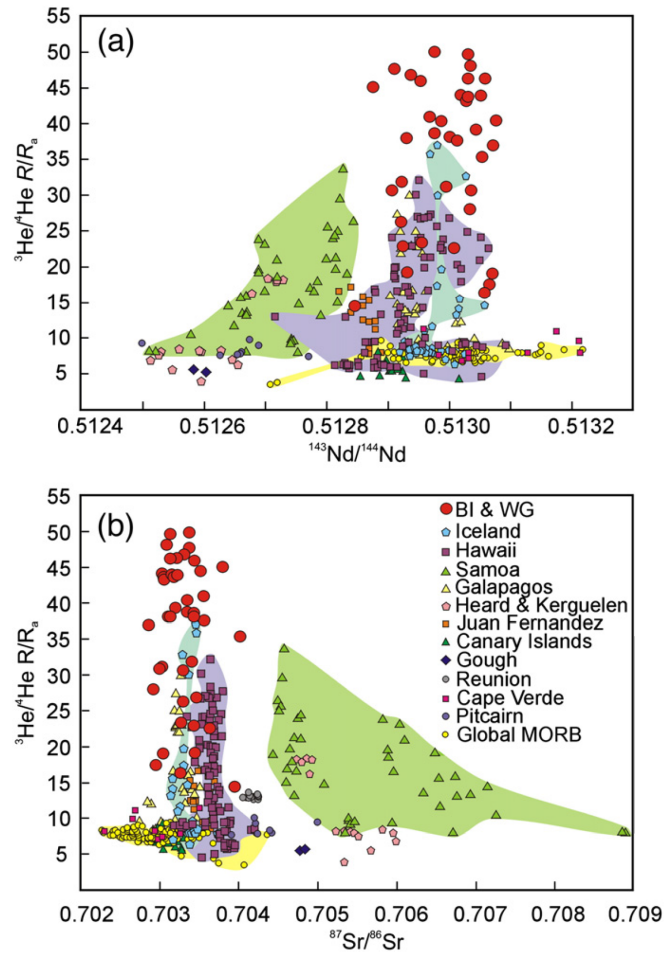 (a)
55
50
45
40
35
30
25
20
15
10
5
³He/⁴He R/Rₐ
0.5124
0.5126
0.5128
0.5130
0.5132
¹⁴³Nd/¹⁴⁴Nd
(b)
55
50
45
40
35
30
25
20
15
10
5
³He/⁴He R/Rₐ
BI & WG
Iceland
Hawaii
Samoa
Galapagos
Heard & Kerguelen
Juan Fernandez
Canary Islands
Gough
Reunion
Cape Verde
Pitcairn
Global MORB
0.702
0.703
0.704
0.705
0.706
0.707
0.708
0.709
⁸⁷Sr/⁸⁶Sr